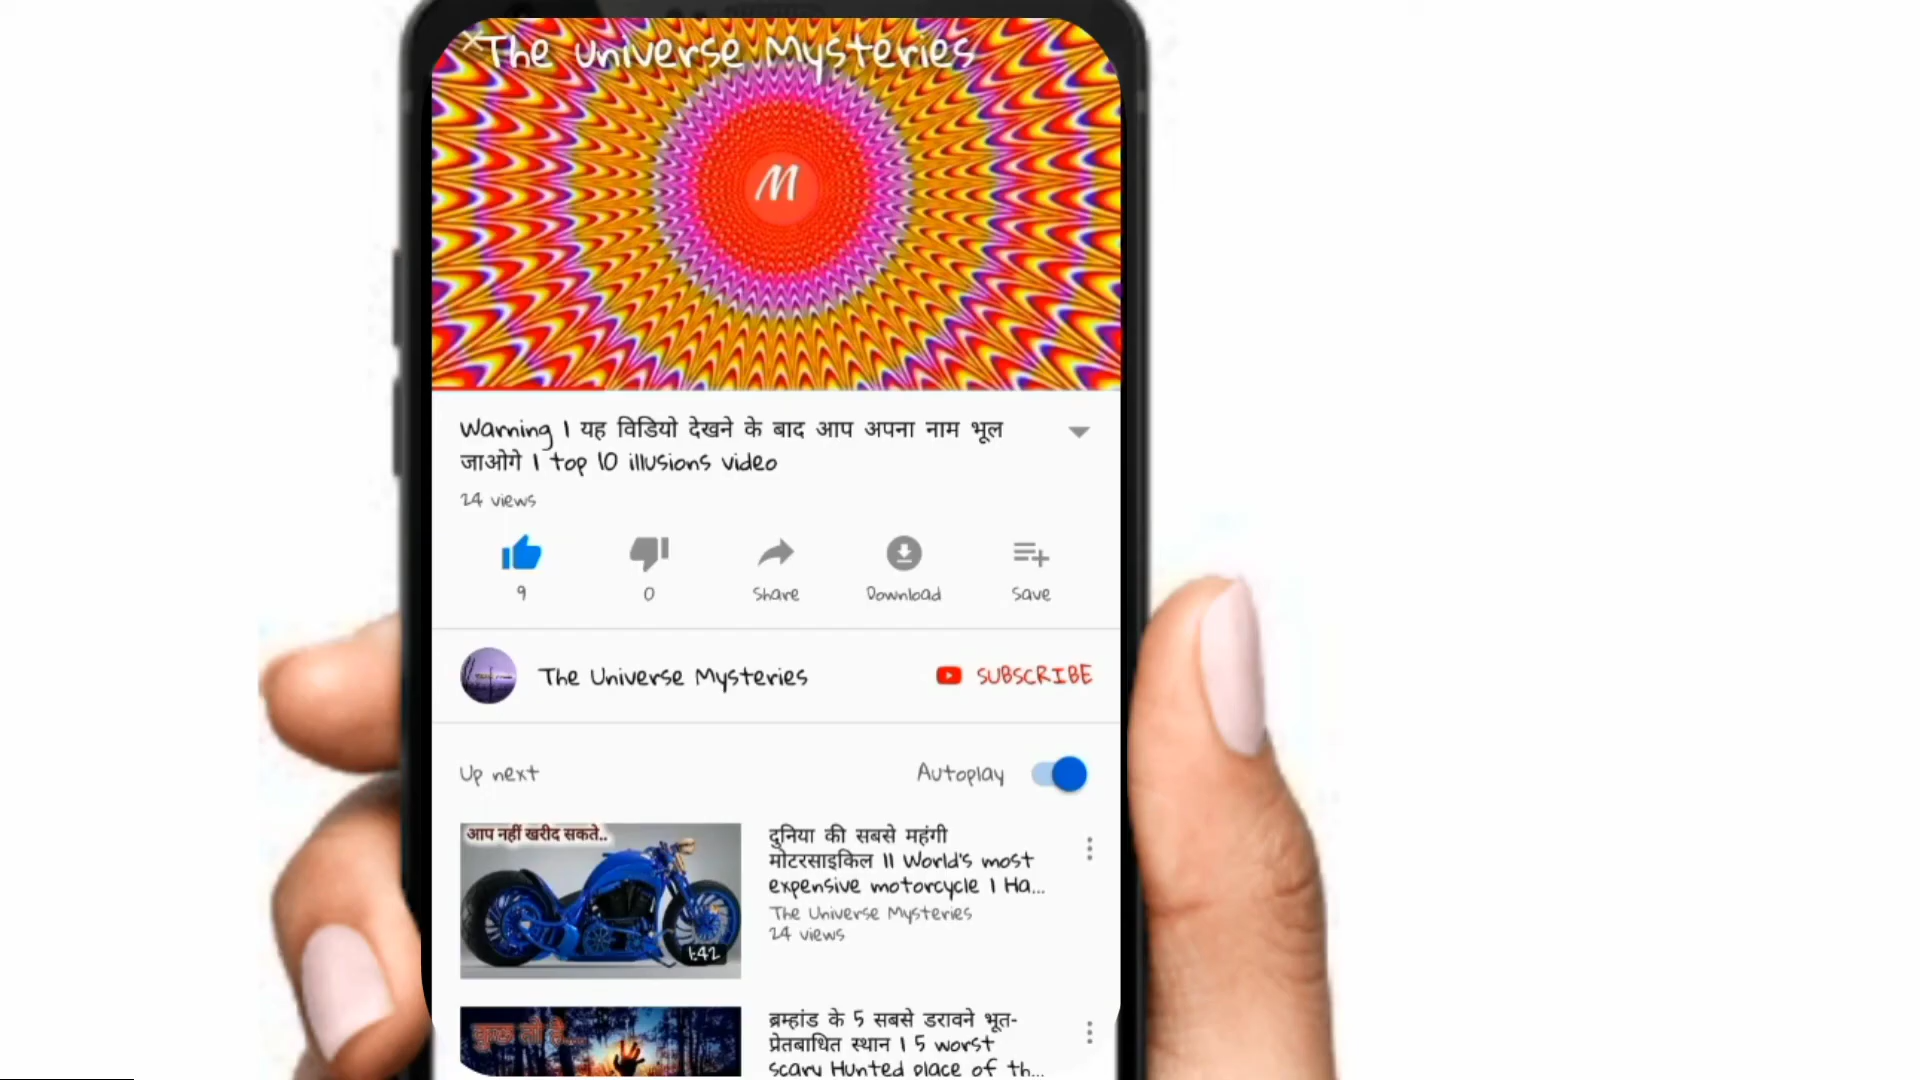 The Universe Mysteries
M
Warning | यह विडियो देखने के बाद आप अपना नाम भूल
जाओगे | top 10 illusions video
24 views
9
0
Share
Download
Save
The Universe Mysteries
SUBSCRIBE
Up next
Autoplay
आप नहीं खरीद सकते..
1:42
दुनिया की सबसे महंगी
मोटरसाइकिल || World's most
expensive motorcycle | Ha...
The Universe Mysteries
24 views
कुछ तो है...
ब्रम्हांड के 5 सबसे डरावने भूत-
प्रेतबाधित स्थान | 5 worst
scary Hunted place of th...